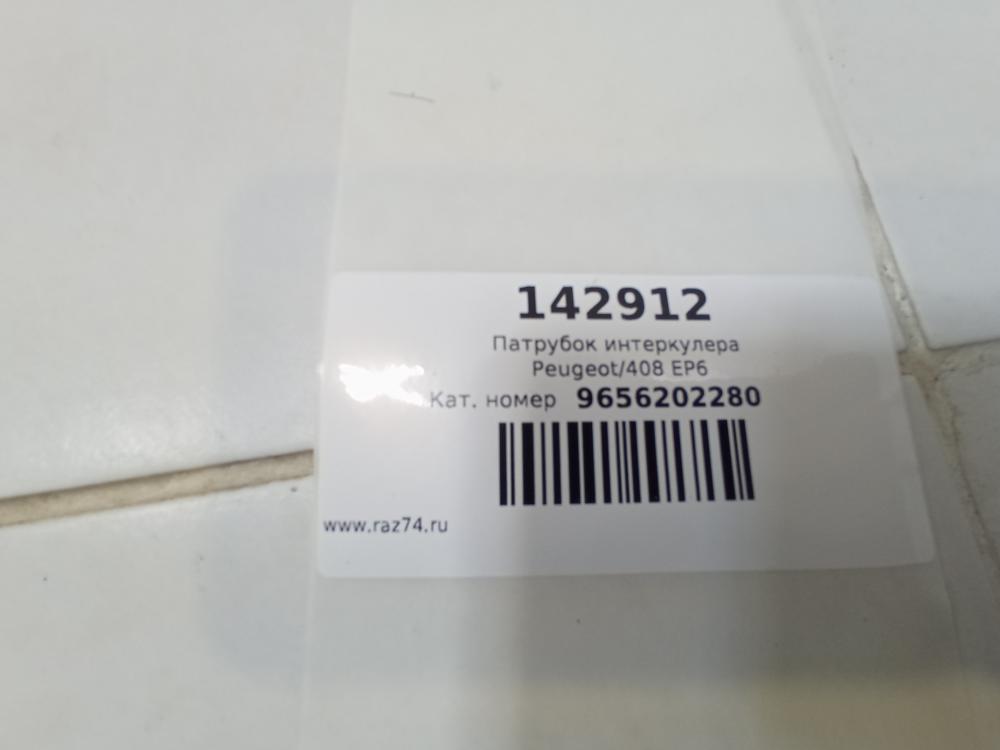 142912
Патрубок интеркулера
Peugeot/408 EP6
Кат. номер 9656202280
www.raz74.ru